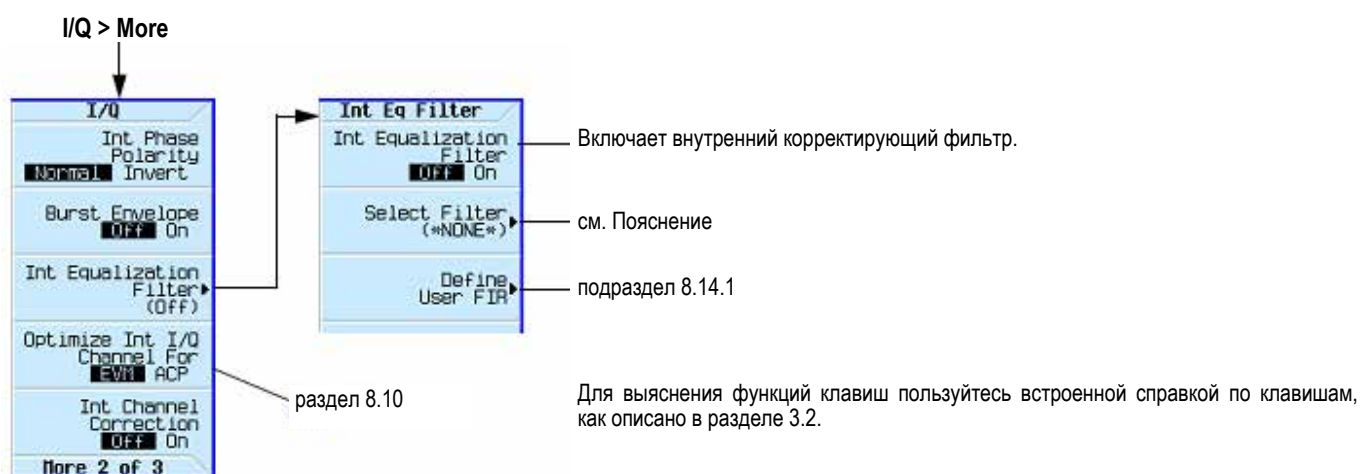 I/Q > More
I/Q
Int Phase
Polarity
Normal Invert
Burst Envelope
Off On
Int Equalization
Filter
(Off)
Optimize Int I/Q
Channel For
EVM ACP
Int Channel
Correction
Off On
More 2 of 3
Int Eq Filter
Int Equalization
Filter
Off On
Select Filter
(*NONE*)
Define
User FIR
Включает внутренний корректирующий фильтр.
см. Пояснение
подраздел 8.14.1
раздел 8.10
Для выяснения функций клавиш пользуйтесь встроенной справкой по клавишам,
как описано в разделе 3.2.